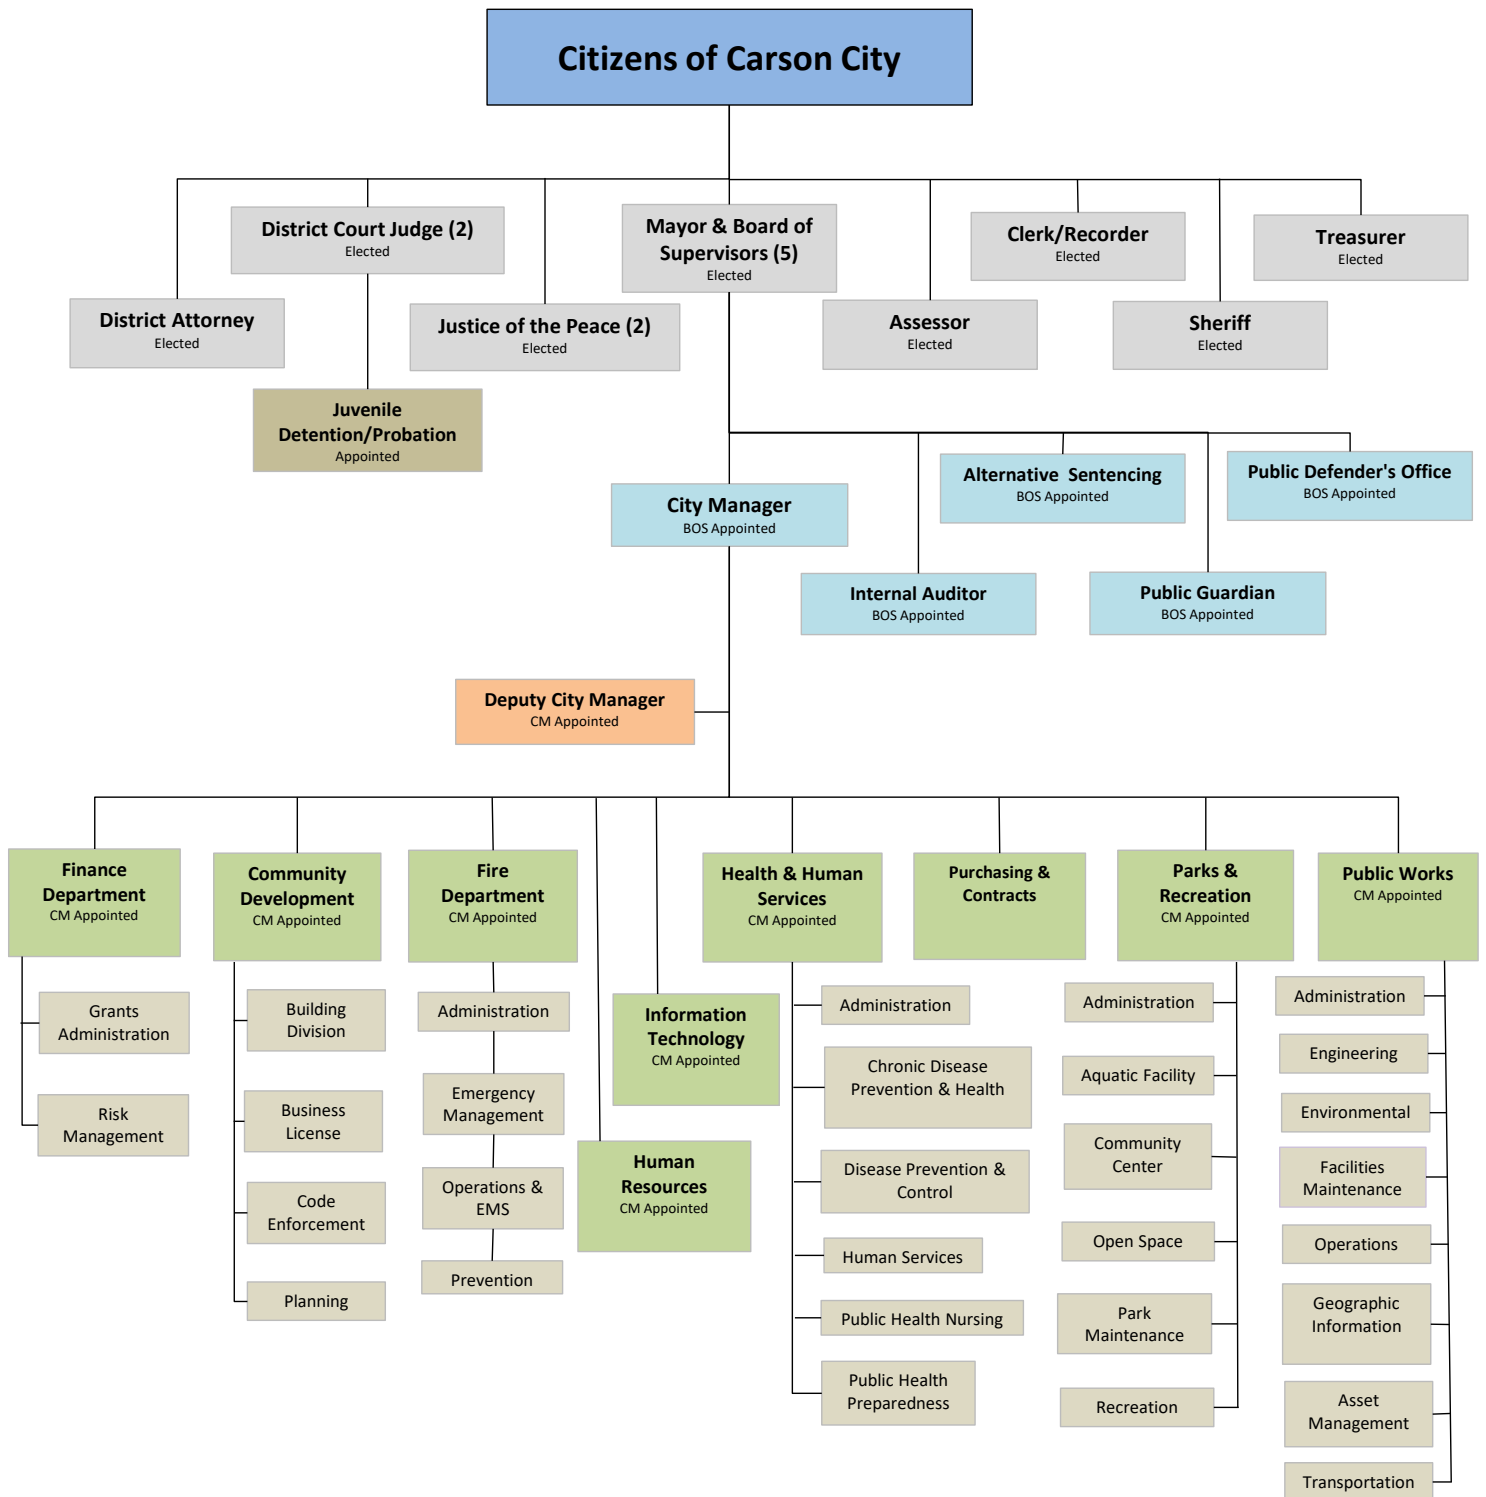 Citizens of Carson City
District Court Judge (2)
Elected
Mayor & Board of
Supervisors (5)
Elected
Clerk/Recorder
Elected
Treasurer
Elected
District Attorney
Elected
Justice of the Peace (2)
Elected
Assessor
Elected
Sheriff
Elected
Juvenile
Detention/Probation
Appointed
City Manager
BOS Appointed
Alternative  Sentencing
BOS Appointed
Public Defender's Office
BOS Appointed
Internal Auditor
BOS Appointed
Public Guardian
BOS Appointed
Deputy City Manager
CM Appointed
Finance
Department
CM Appointed
Community
Development
CM Appointed
Fire
Department
CM Appointed
Health & Human
Services
CM Appointed
Purchasing &
Contracts
Parks &
Recreation
CM Appointed
Public Works
CM Appointed
Information
Technology
CM Appointed
Human
Resources
CM Appointed
Grants
Administration
Risk
Management
Building
Division
Business
License
Code
Enforcement
Planning
Administration
Emergency
Management
Operations &
EMS
Prevention
Administration
Chronic Disease
Prevention & Health
Disease Prevention &
Control
Human Services
Public Health Nursing
Public Health
Preparedness
Administration
Aquatic Facility
Community
Center
Open Space
Park
Maintenance
Recreation
Administration
Engineering
Environmental
Facilities
Maintenance
Operations
Geographic
Information
Asset
Management
Transportation